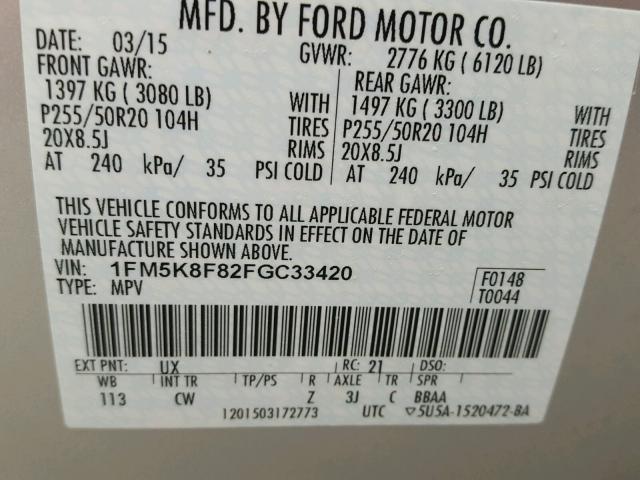 MFD. BY FORD MOTOR CO.
DATE: 03/15 GVWR: 2776 KG ( 6120 LB)
FRONT GAWR: REAR GAWR:
1397 KG ( 3080 LB) WITH 1497 KG ( 3300 LB) WITH
P255/50R20 104H TIRES P255/50R20 104H TIRES
20X8.5J RIMS 20X8.5J RIMS
AT 240 kPa/ 35 PSI COLD AT 240 kPa/ 35 PSI COLD
THIS VEHICLE CONFORMS TO ALL APPLICABLE FEDERAL MOTOR
VEHICLE SAFETY STANDARDS IN EFFECT ON THE DATE OF
MANUFACTURE SHOWN ABOVE.
VIN: 1FM5K8F82FGC33420 F0148
TYPE: MPV T0044
EXT PNT: UX RC: 21 DSO:
WB INT TR TP/PS R AXLE TR SPR
113 CW Z 3J C BBAA
1201503172773 UTC ▽5U5A-1520472-BA